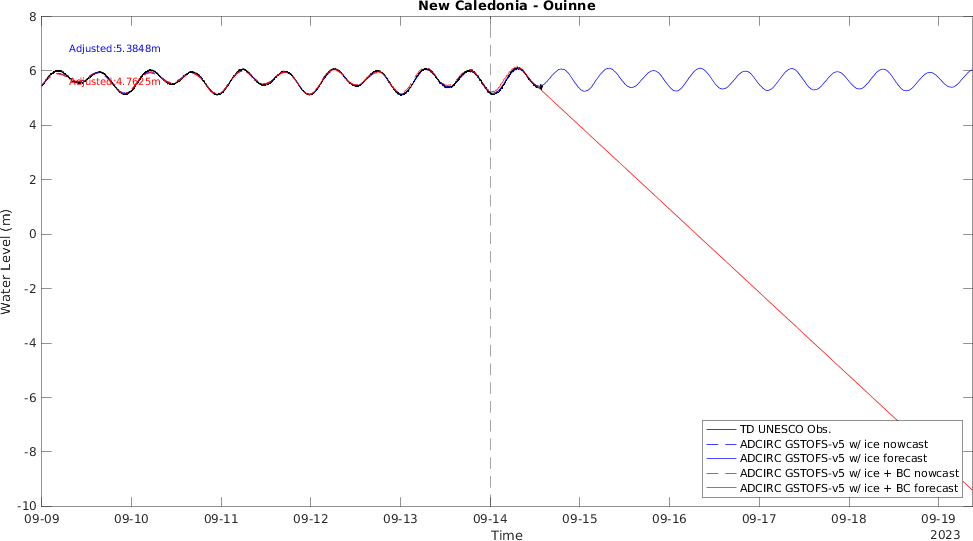 New Caledonia - Ouinne
8
Adjusted:5.3848m
6
Adjusted:4.7625m
4
2
0
-2
-4
-6
-8
-10
Water Level (m)
TD UNESCO Obs.
ADCIRC GSTOFS-v5 w/ ice nowcast
ADCIRC GSTOFS-v5 w/ ice forecast
ADCIRC GSTOFS-v5 w/ ice + BC nowcast
ADCIRC GSTOFS-v5 w/ ice + BC forecast
09-09 09-10 09-11 09-12 09-13 09-14 09-15 09-16 09-17 09-18 09-19
Time
2023